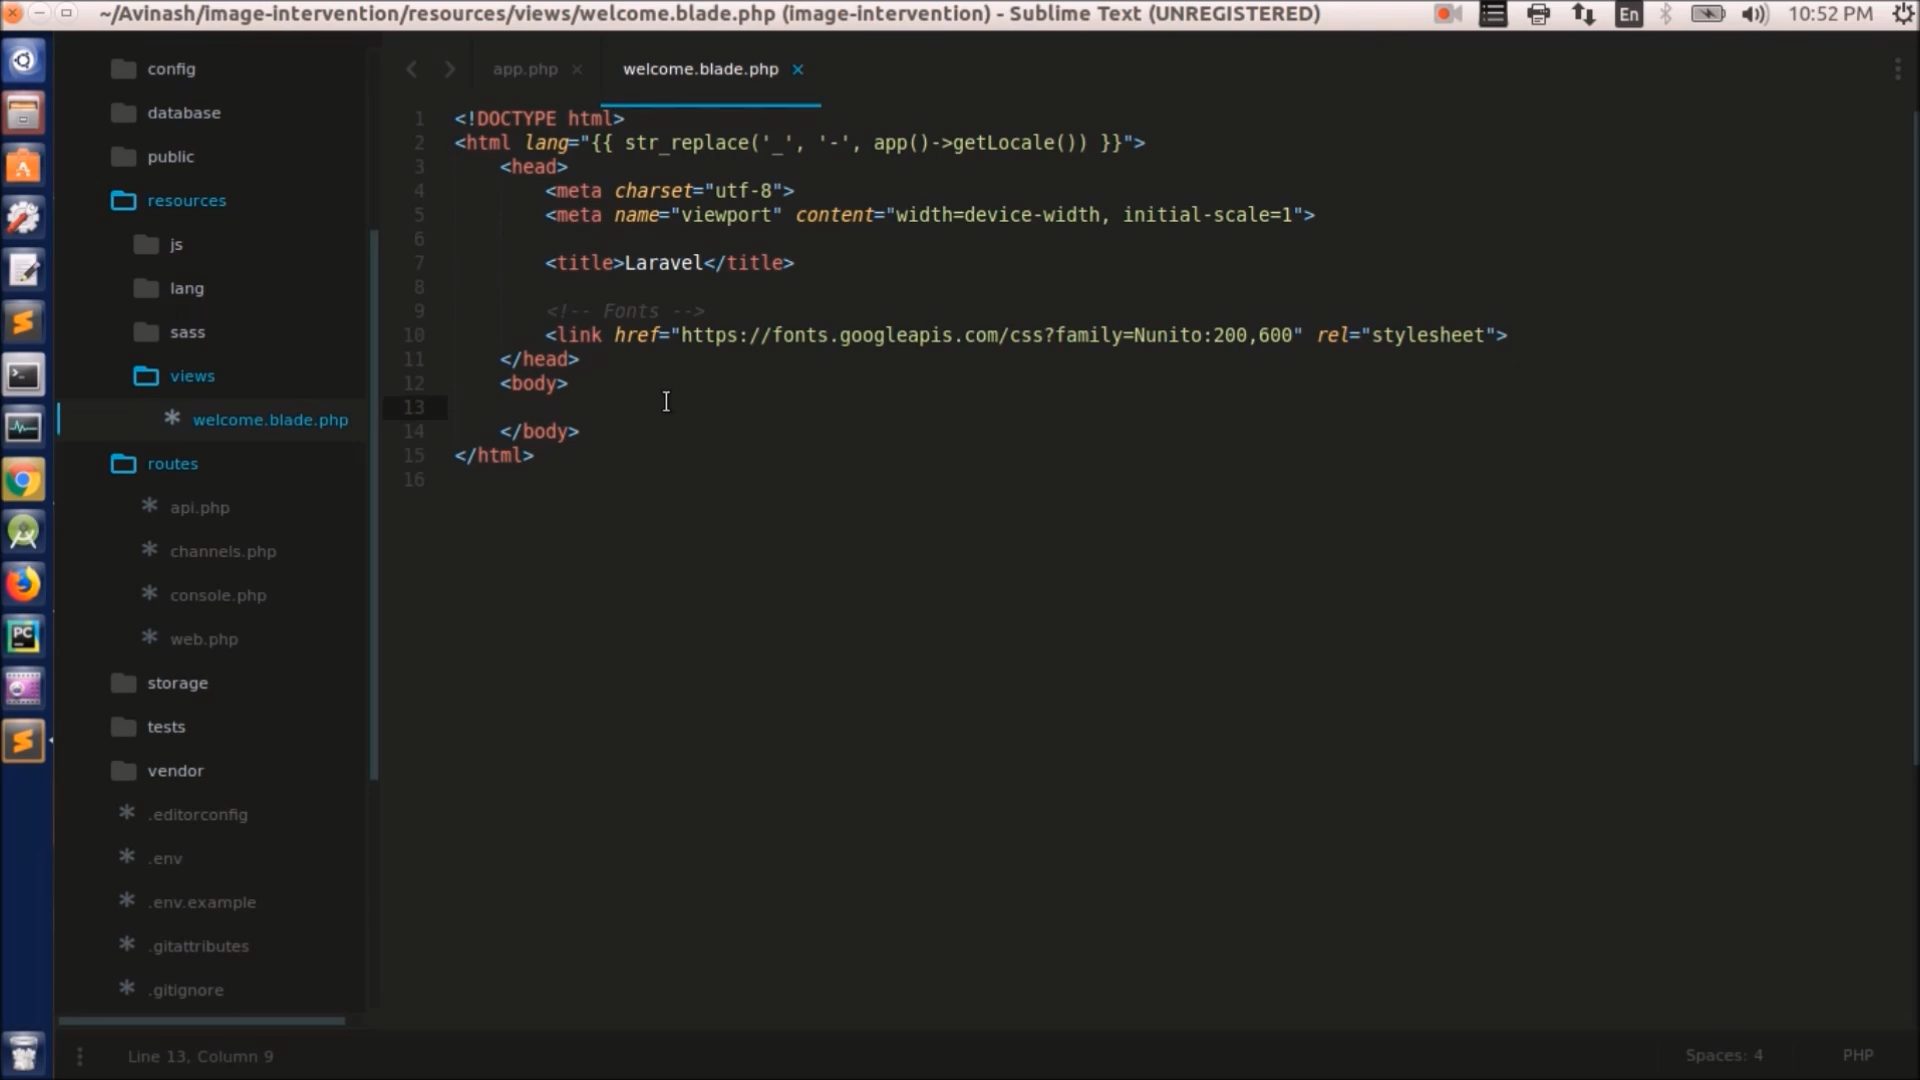 ~/Avinash/image-intervention/resources/views/welcome.blade.php (image-intervention) - Sublime Text (UNREGISTERED)
En
10:52 PM
config
database
public
resources
js
lang
sass
views
welcome.blade.php
routes
api.php
channels.php
console.php
web.php
storage
tests
vendor
.editorconfig
.env
.env.example
.gitattributes
.gitignore
PC
app.php
welcome.blade.php
1 <!DOCTYPE html>
2 <html lang="{{ str_replace('_', '-', app()->getLocale()) }}">
3 <head>
4 <meta charset="utf-8">
5 <meta name="viewport" content="width=device-width, initial-scale=1">
6
7 <title>Laravel</title>
8
9 <!-- Fonts -->
10 <link href="https://fonts.googleapis.com/css?family=Nunito:200,600" rel="stylesheet">
11 </head>
12 <body>
13
14 </body>
15 </html>
16
Line 13, Column 9
Spaces: 4
PHP